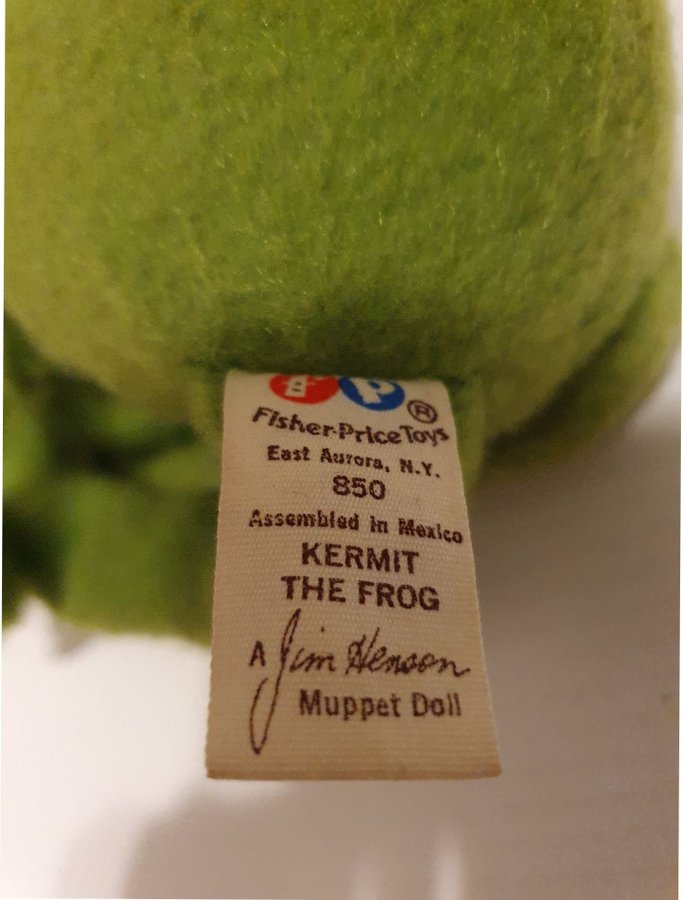 FP ®
Fisher-Price Toys
East Aurora, N.Y.
850
Assembled in Mexico
KERMIT
THE FROG
A Jim Henson
Muppet Doll